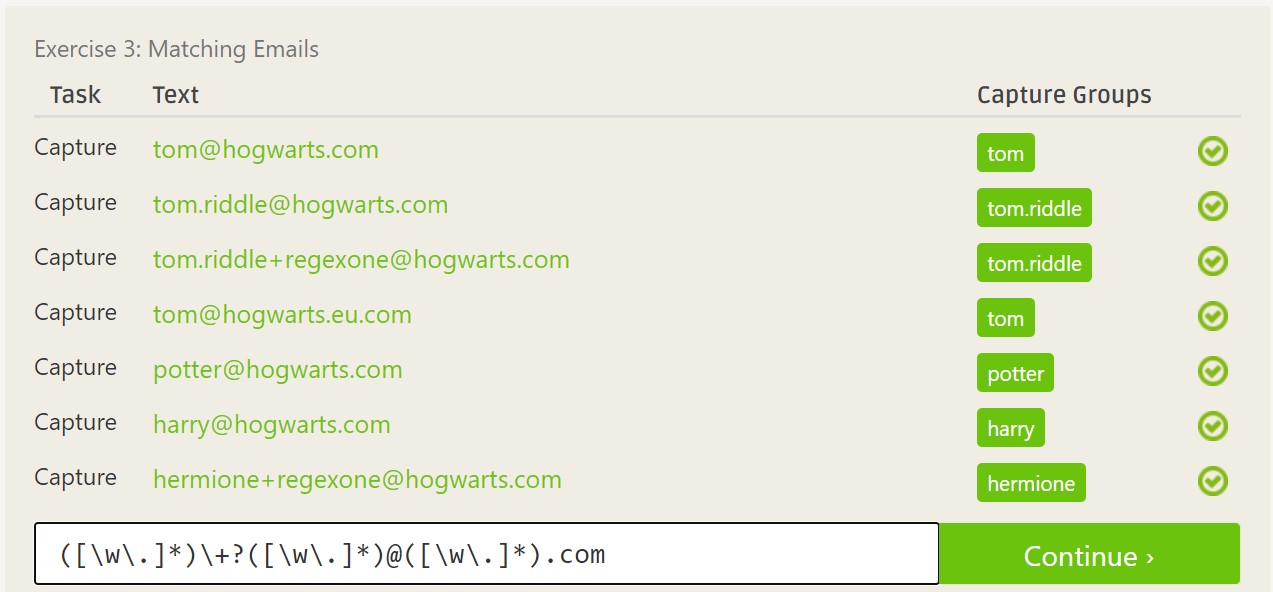 Exercise 3: Matching Emails
Task Text Capture Groups
Capture tom@hogwarts.com tom
Capture tom.riddle@hogwarts.com tom.riddle
Capture tom.riddle+regexone@hogwarts.com tom.riddle
Capture tom@hogwarts.eu.com tom
Capture potter@hogwarts.com potter
Capture harry@hogwarts.com harry
Capture hermione+regexone@hogwarts.com hermione
([\w\.]*)\+?([\w\.]*)@([\w\.]*).com Continue ›